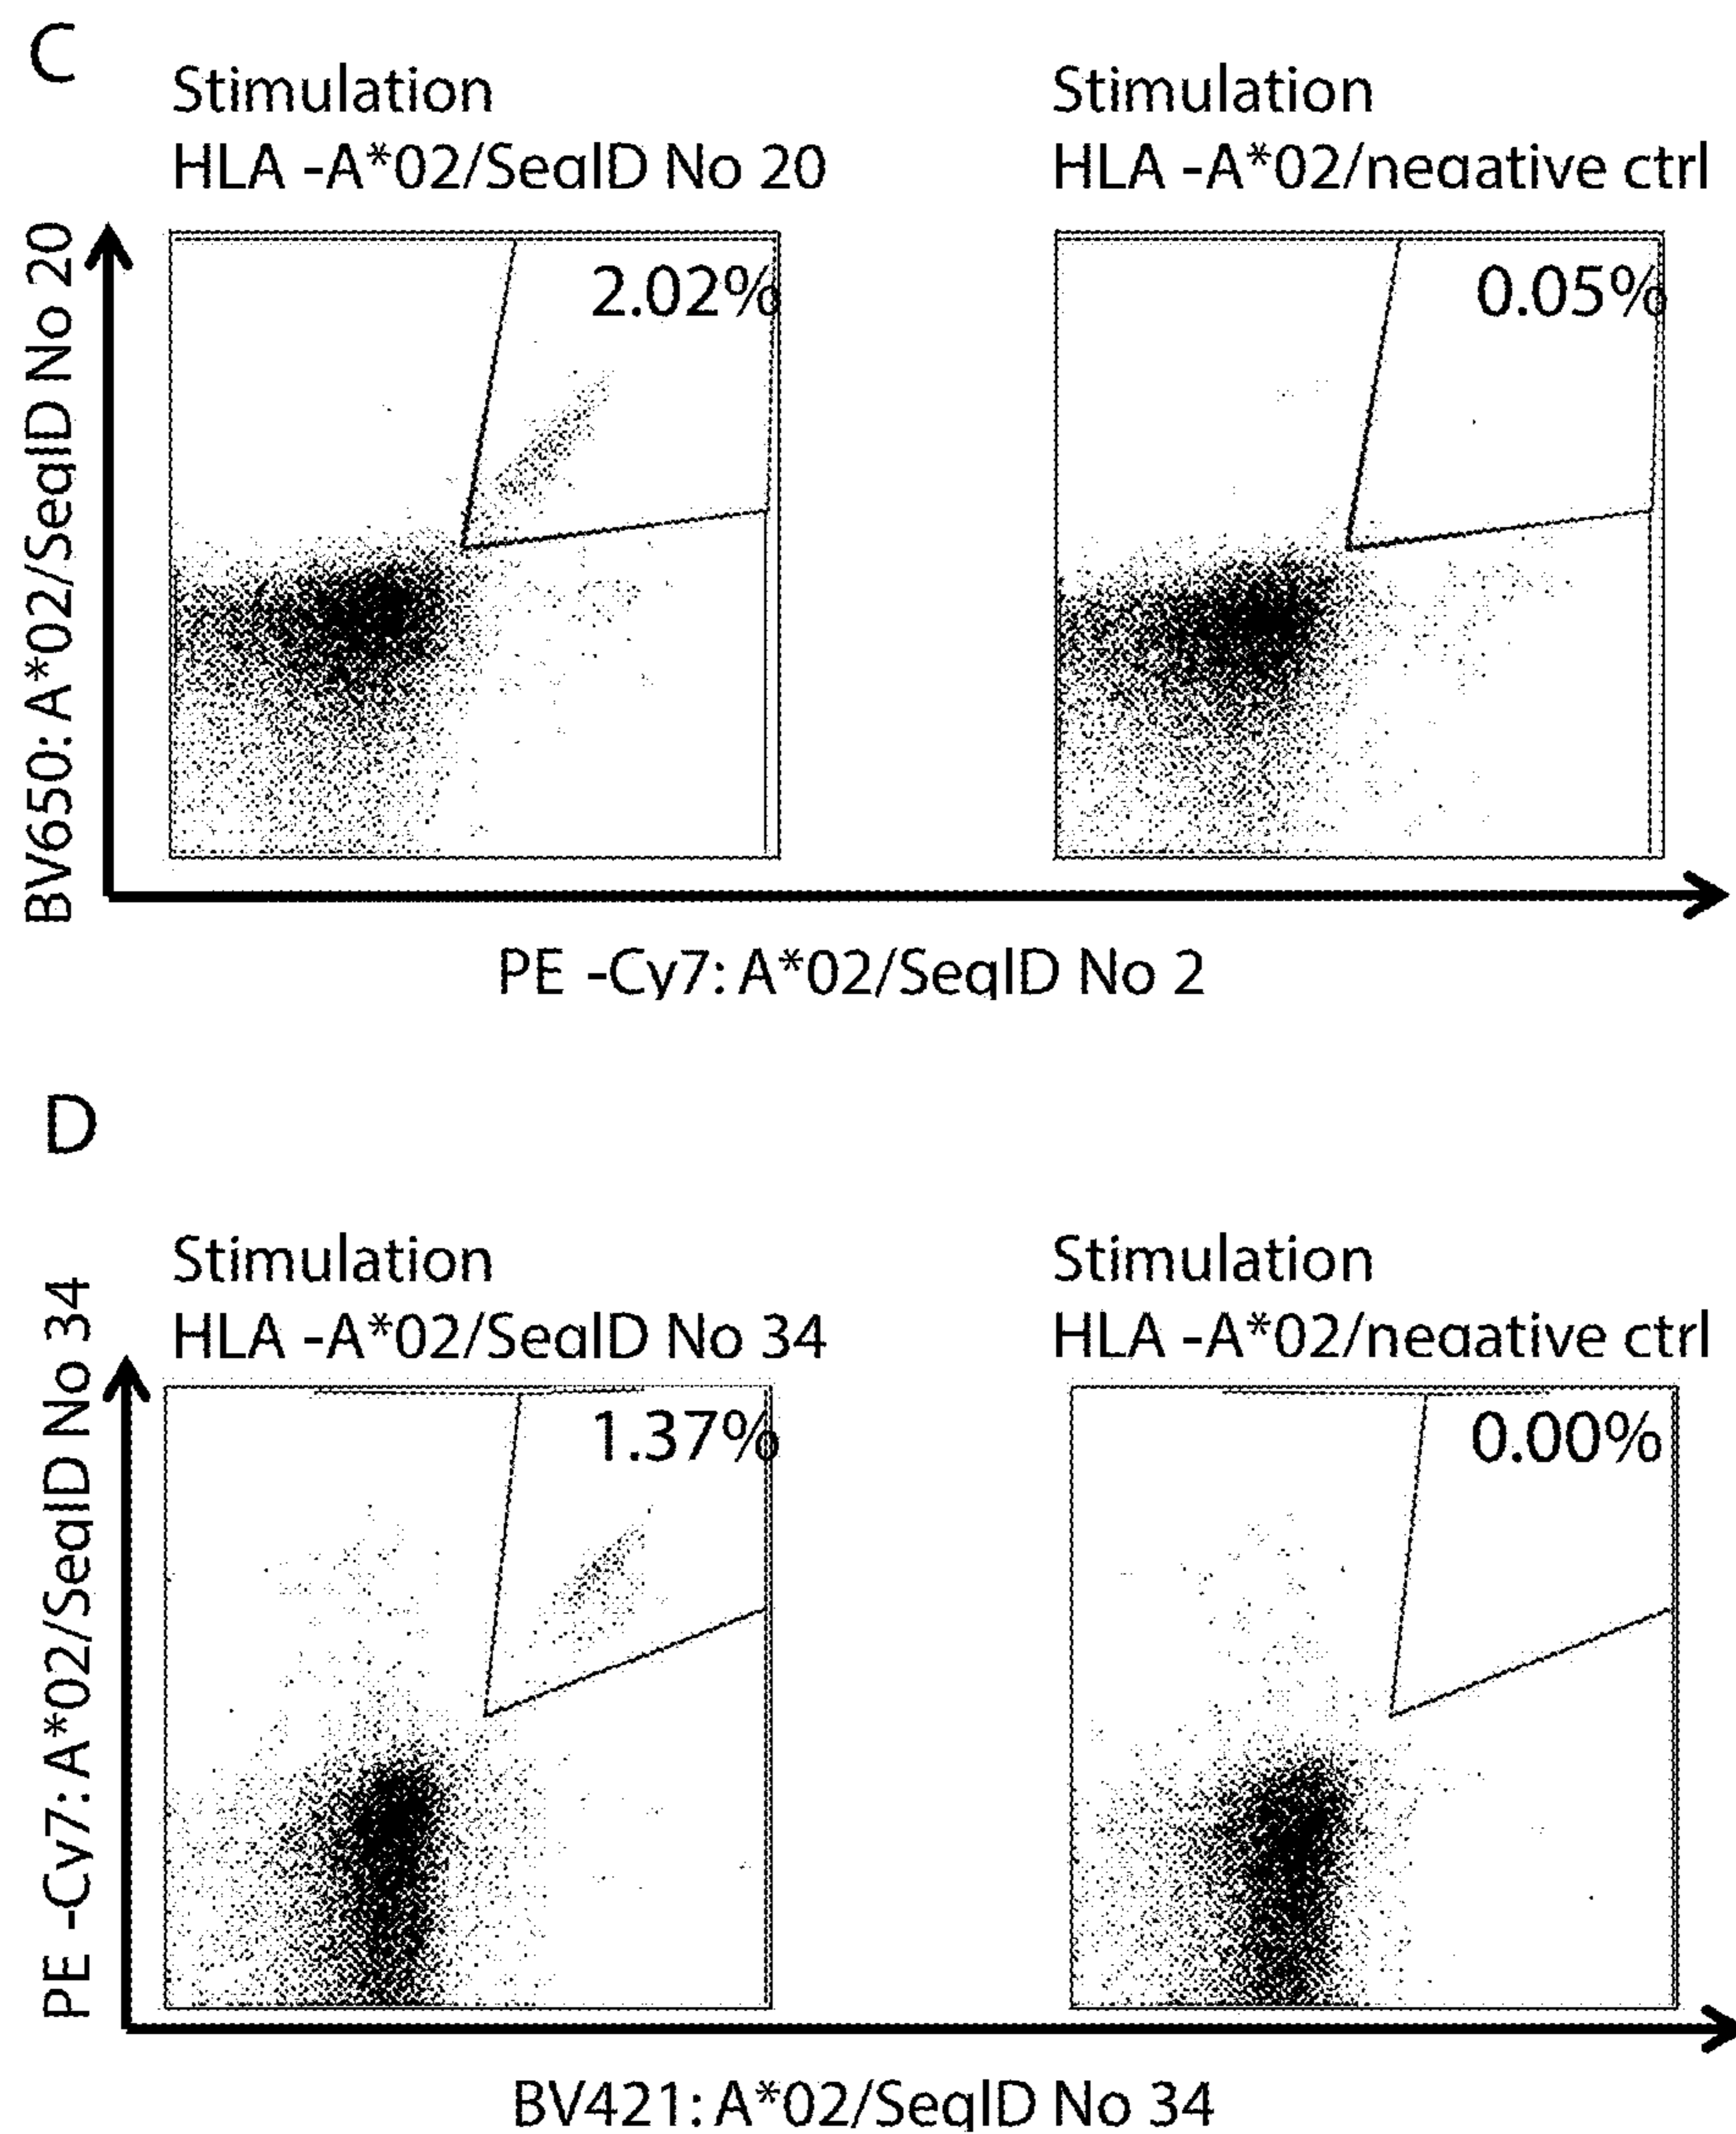 C
Stimulation
HLA -A*02/SeqID No 20
Stimulation
HLA -A*02/negative ctrl
BV650: A*02/SeqID No 20
2.02%
0.05%
PE -Cy7: A*02/SeqID No 2
D
Stimulation
HLA -A*02/SeqID No 34
Stimulation
HLA -A*02/negative ctrl
PE -Cy7: A*02/SeqID No 34
1.37%
0.00%
BV421: A*02/SeqID No 34